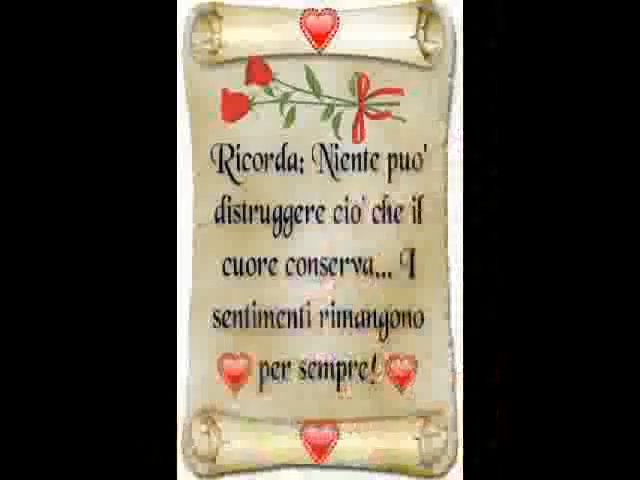 Ricorda: Niente puo'
distruggere cio' che il
cuore conserva... I
sentimenti rimangono
per sempre!